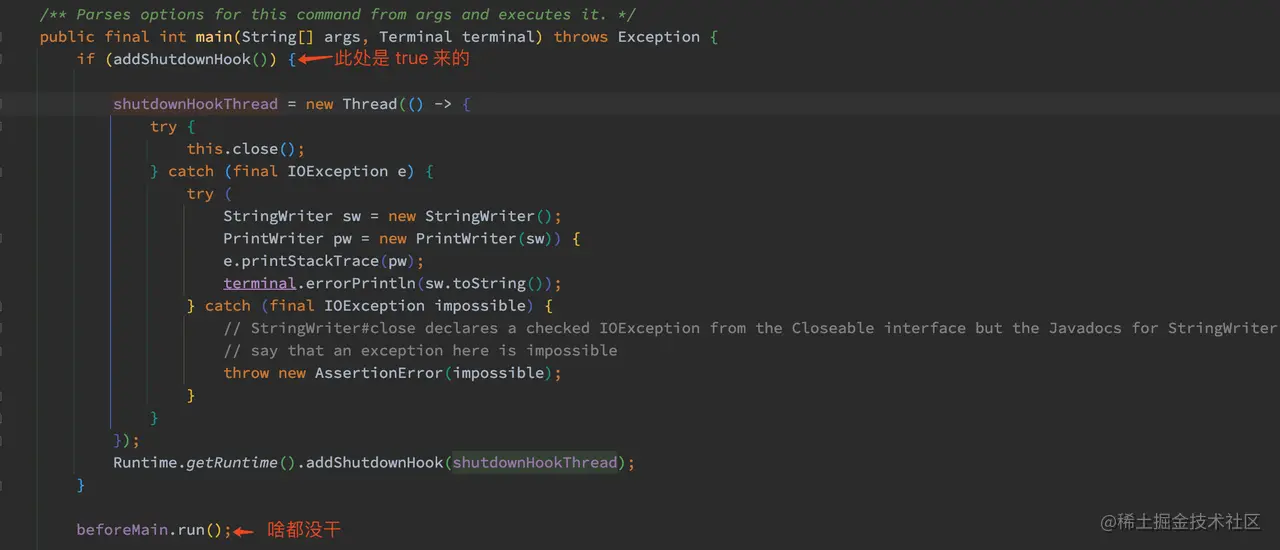 /** Parses options for this command from args and executes it. */
public final int main(String[] args, Terminal terminal) throws Exception {
if (addShutdownHook()) { 此处是 true 来的
shutdownHookThread = new Thread(() -> {
try {
this.close();
} catch (final IOException e) {
try (
StringWriter sw = new StringWriter();
PrintWriter pw = new PrintWriter(sw)) {
e.printStackTrace(pw);
terminal.errorPrintln(sw.toString());
} catch (final IOException impossible) {
// StringWriter#close declares a checked IOException from the Closeable interface but the Javadocs for StringWriter
// say that an exception here is impossible
throw new AssertionError(impossible);
}
}
});
Runtime.getRuntime().addShutdownHook(shutdownHookThread);
}
beforeMain.run(); 啥都没干
@稀土掘金技术社区